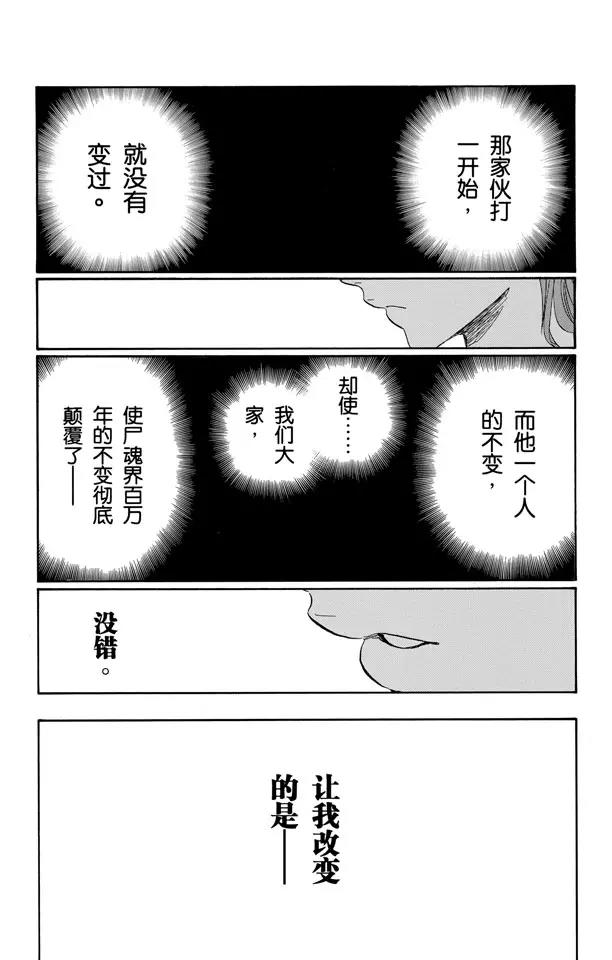 那家伙打
一开始，
就没有
变过。
而他一个人
的不变，
却使……
我们大
家，
使尸魂界百万
年的不变彻底
颠覆了——
没错。
让我改变
的是——